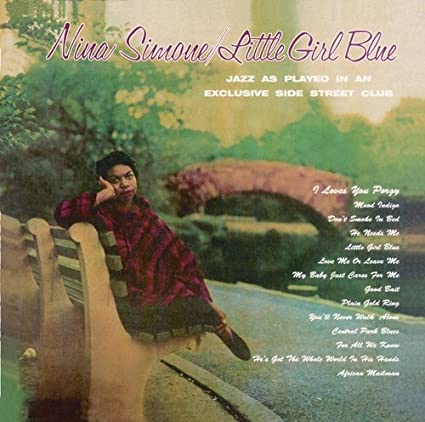 Nina Simone/Little Girl Blue
JAZZ AS PLAYED IN AN
EXCLUSIVE SIDE STREET CLUB
I Loves You Porgy
Mood Indigo
Don't Smoke In Bed
He Needs Me
Little Girl Blue
Love Me Or Leave Me
My Baby Just Cares For Me
Good Bait
Plain Gold Ring
You'll Never Walk Alone
Central Park Blues
For All We Know
He's Got The Whole World In His Hands
African Mailman